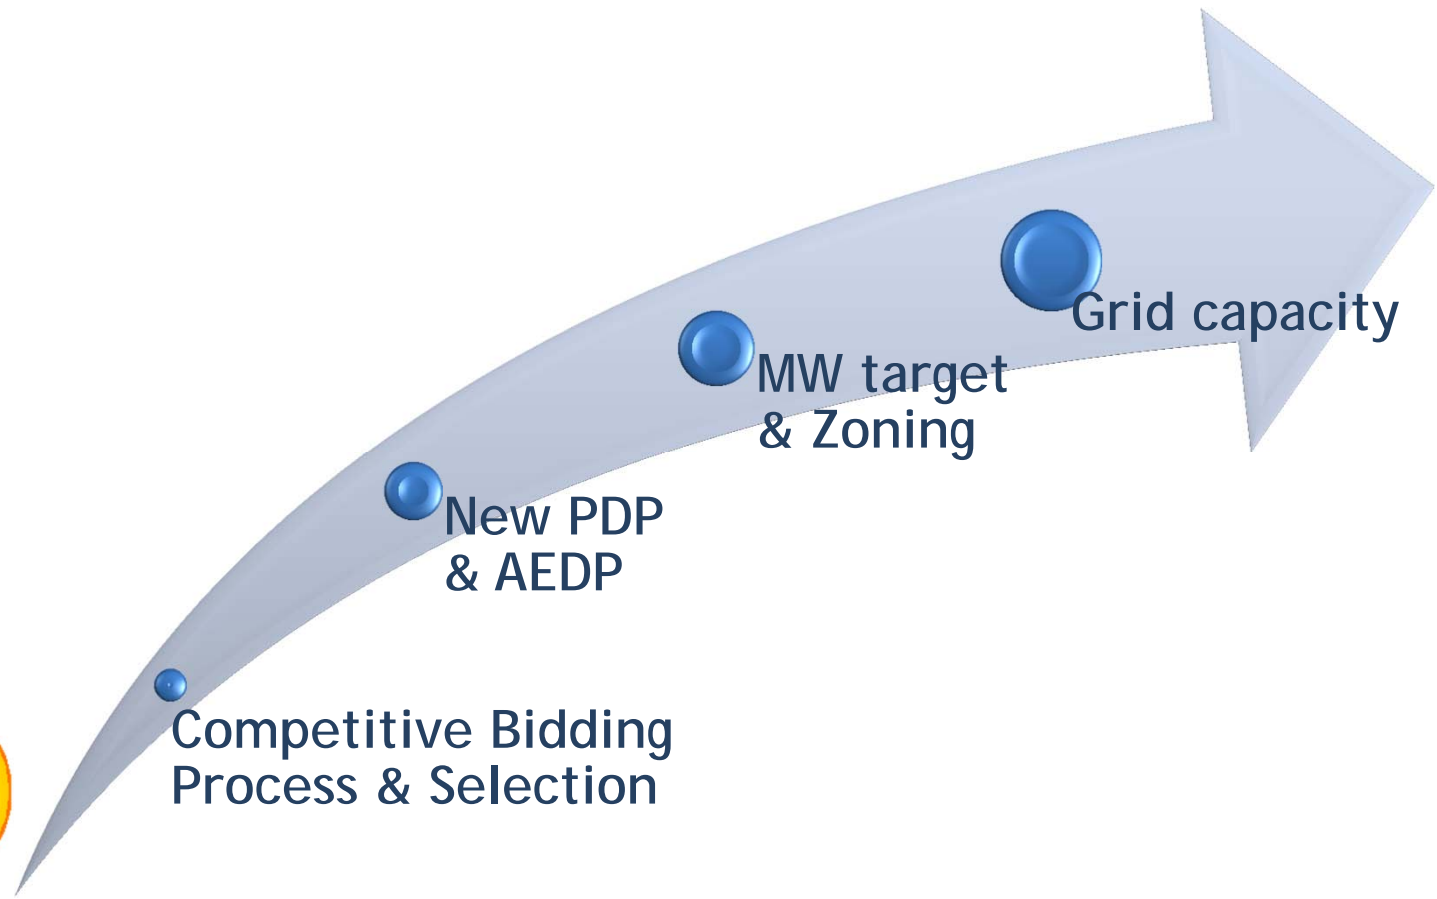 Grid capacity
MW target
& Zoning
New PDP
& AEDP
Competitive Bidding
Process & Selection